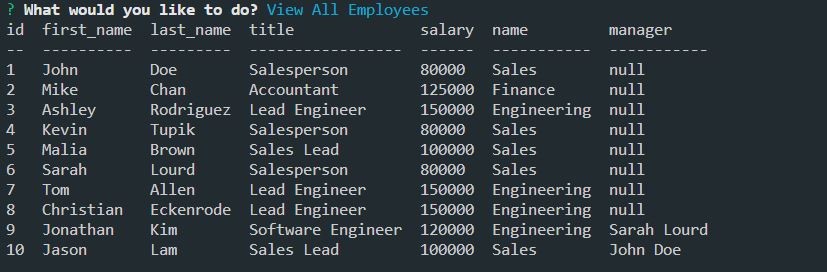 ? What would you like to do? View All Employees
id  first_name  last_name  title              salary  name         manager
--  ----------  ---------  -----------------  ------  -----------  -----------
1   John        Doe        Salesperson        80000   Sales        null
2   Mike        Chan       Accountant         125000  Finance      null
3   Ashley      Rodriguez  Lead Engineer      150000  Engineering  null
4   Kevin       Tupik      Salesperson        80000   Sales        null
5   Malia       Brown      Sales Lead         100000  Sales        null
6   Sarah       Lourd      Salesperson        80000   Sales        null
7   Tom         Allen      Lead Engineer      150000  Engineering  null
8   Christian   Eckenrode  Lead Engineer      150000  Engineering  null
9   Jonathan    Kim        Software Engineer  120000  Engineering  Sarah Lourd
10  Jason       Lam        Sales Lead         100000  Sales        John Doe